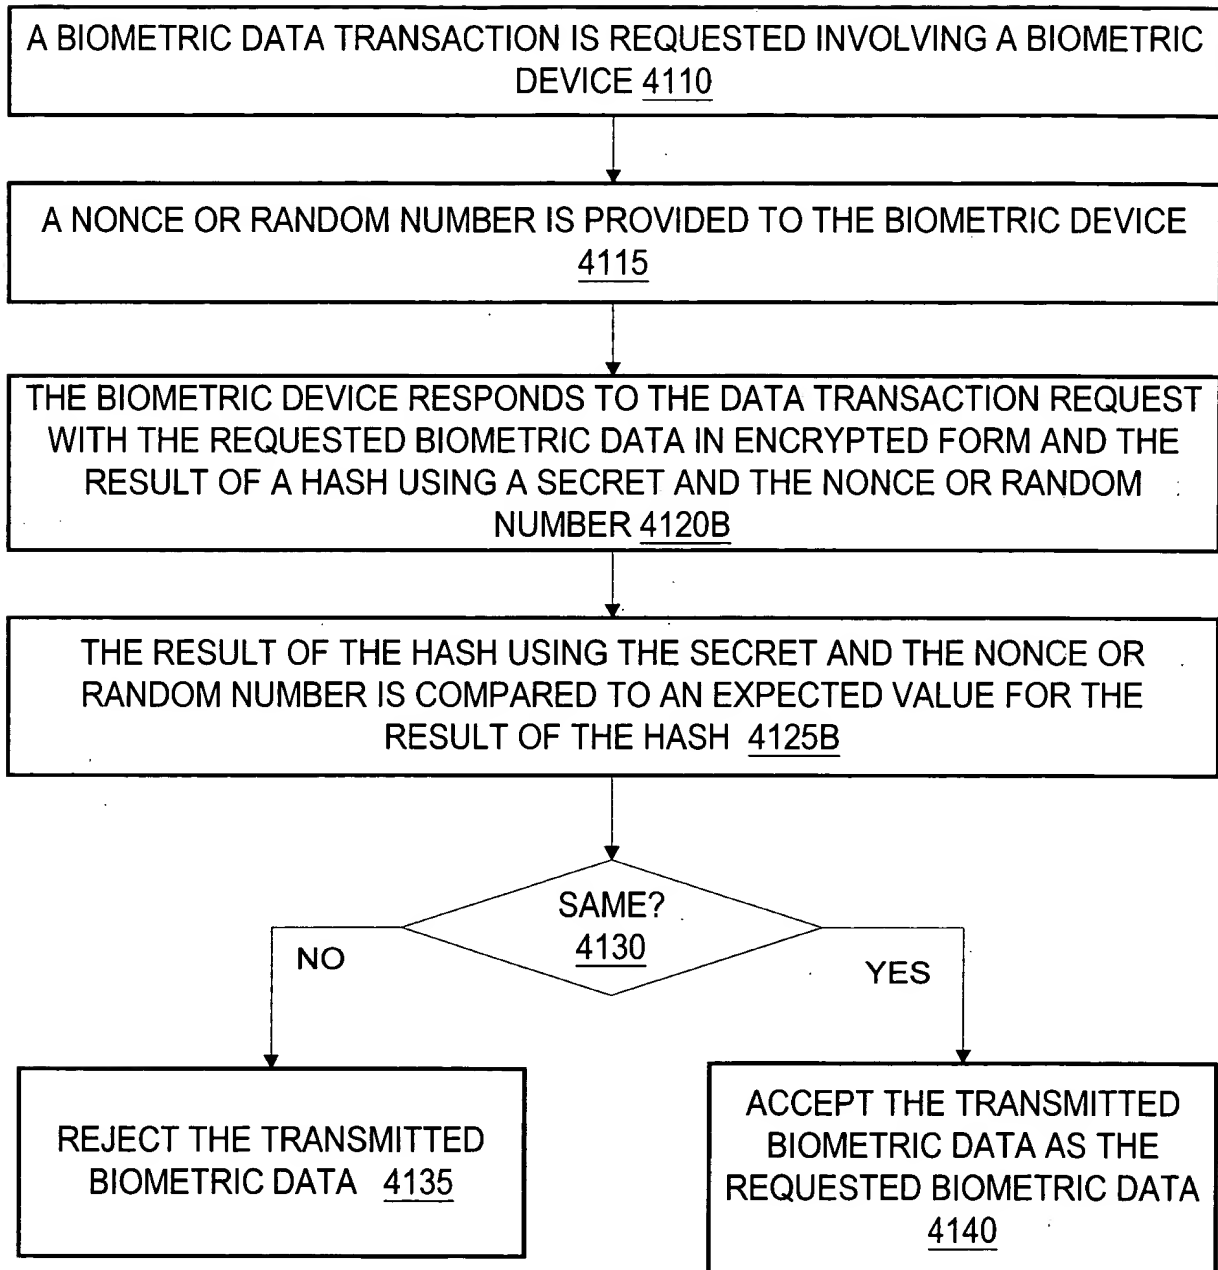 A BIOMETRIC DATA TRANSACTION IS REQUESTED INVOLVING A BIOMETRIC
DEVICE 4110
A NONCE OR RANDOM NUMBER IS PROVIDED TO THE BIOMETRIC DEVICE
4115
THE BIOMETRIC DEVICE RESPONDS TO THE DATA TRANSACTION REQUEST
WITH THE REQUESTED BIOMETRIC DATA IN ENCRYPTED FORM AND THE
RESULT OF A HASH USING A SECRET AND THE NONCE OR RANDOM
NUMBER 4120B
THE RESULT OF THE HASH USING THE SECRET AND THE NONCE OR
RANDOM NUMBER IS COMPARED TO AN EXPECTED VALUE FOR THE
RESULT OF THE HASH 4125B
SAME?
4130
NO
YES
REJECT THE TRANSMITTED
BIOMETRIC DATA 4135
ACCEPT THE TRANSMITTED
BIOMETRIC DATA AS THE
REQUESTED BIOMETRIC DATA
4140